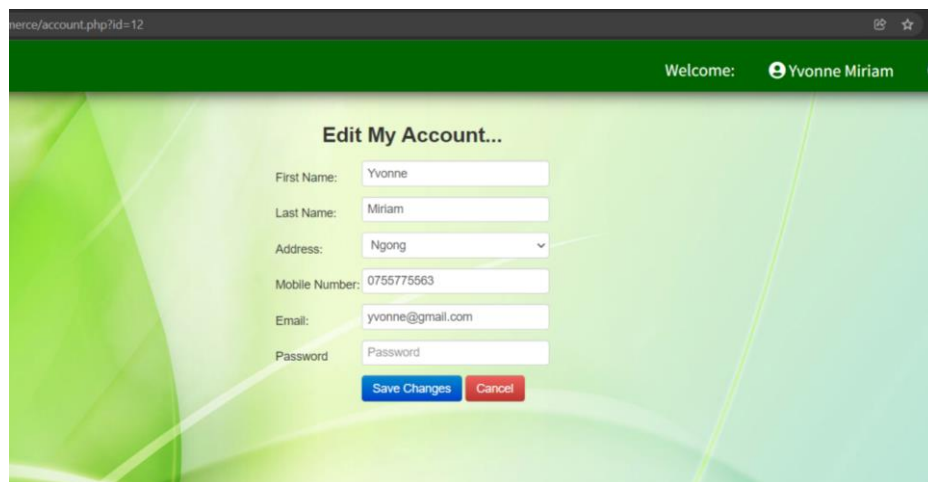 nerce/account.php?id=12
Welcome: Yvonne Miriam
Edit My Account...
First Name: Yvonne
Last Name: Miriam
Address: Ngong
Mobile Number: 0755775563
Email: yvonne@gmail.com
Password Password
Save Changes Cancel